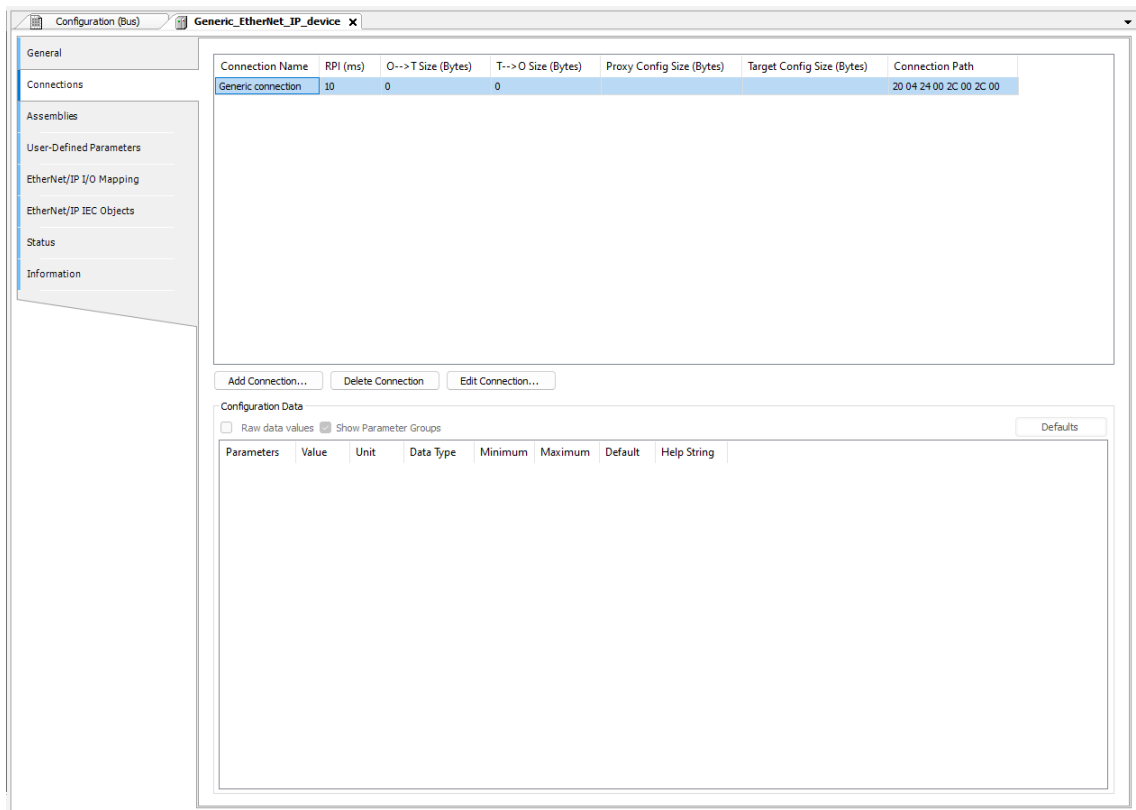 Configuration (Bus) Generic_EtherNet_IP_device
General
Connections
Assemblies
User-Defined Parameters
EtherNet/IP I/O Mapping
EtherNet/IP IEC Objects
Status
Information
Connection Name RPI (ms) O-->T Size (Bytes) T-->O Size (Bytes) Proxy Config Size (Bytes) Target Config Size (Bytes) Connection Path
Generic connection 10 0 0 20 04 24 00 2C 00 2C 00
Add Connection... Delete Connection Edit Connection...
Configuration Data
Raw data values Show Parameter Groups Defaults
Parameters Value Unit Data Type Minimum Maximum Default Help String